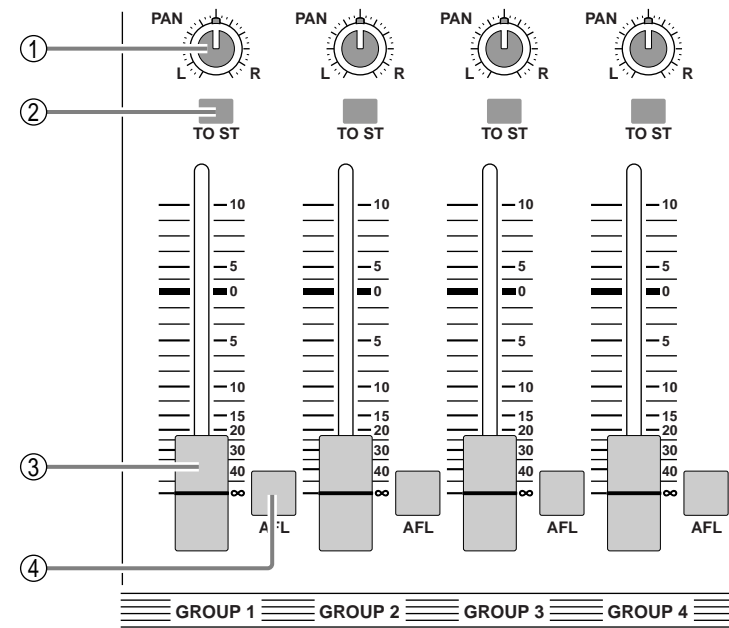 PAN PAN PAN PAN
① L R L R L R L R
②
TO ST TO ST TO ST TO ST
10 10 10 10
5 5 5 5
0 0 0 0
5 5 5 5
10 10 10 10
15 15 15 15
20 20 20 20
30 30 30 30
③ 40 40 40 40
∞ ∞ ∞ ∞
AFL AFL AFL AFL
④
GROUP 1 GROUP 2 GROUP 3 GROUP 4